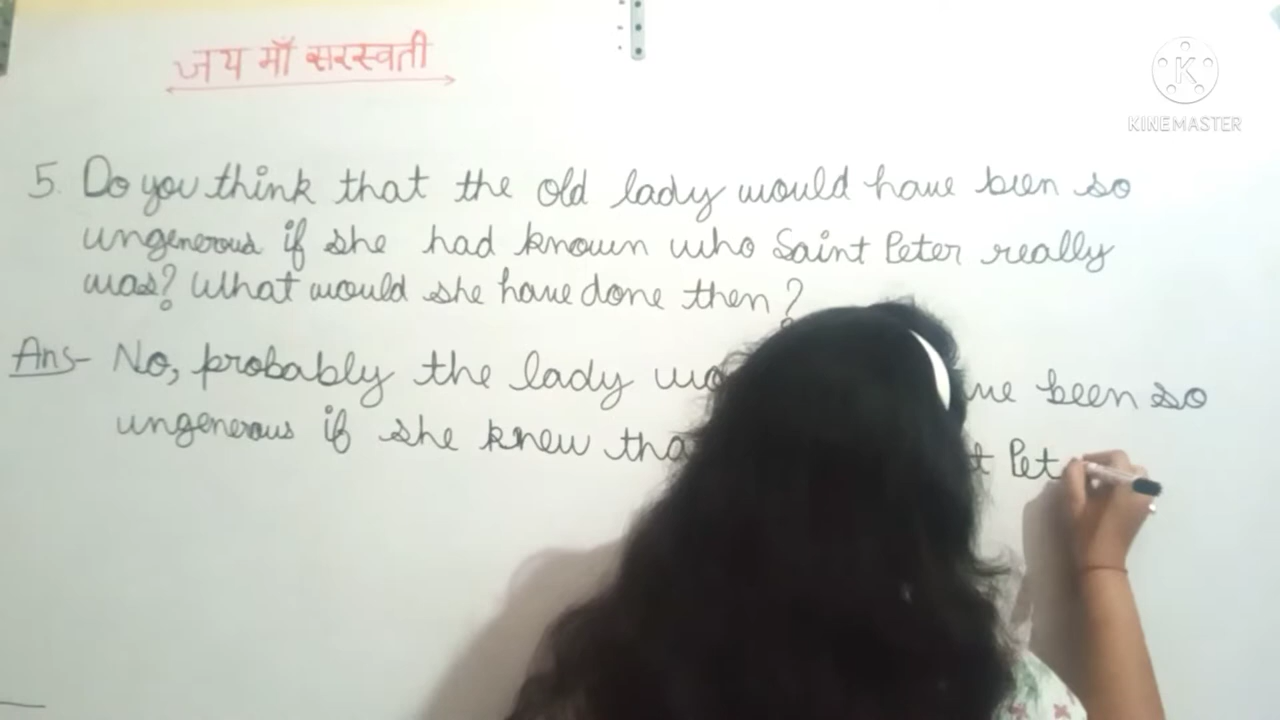 जय माँ सरस्वती
KINEMASTER
5. Do you think that the old lady would have been so
ungenerous if she had known who Saint Peter really
was? What would she have done then?
Ans- No, probably the lady been so
ungenerous if she knew Pet